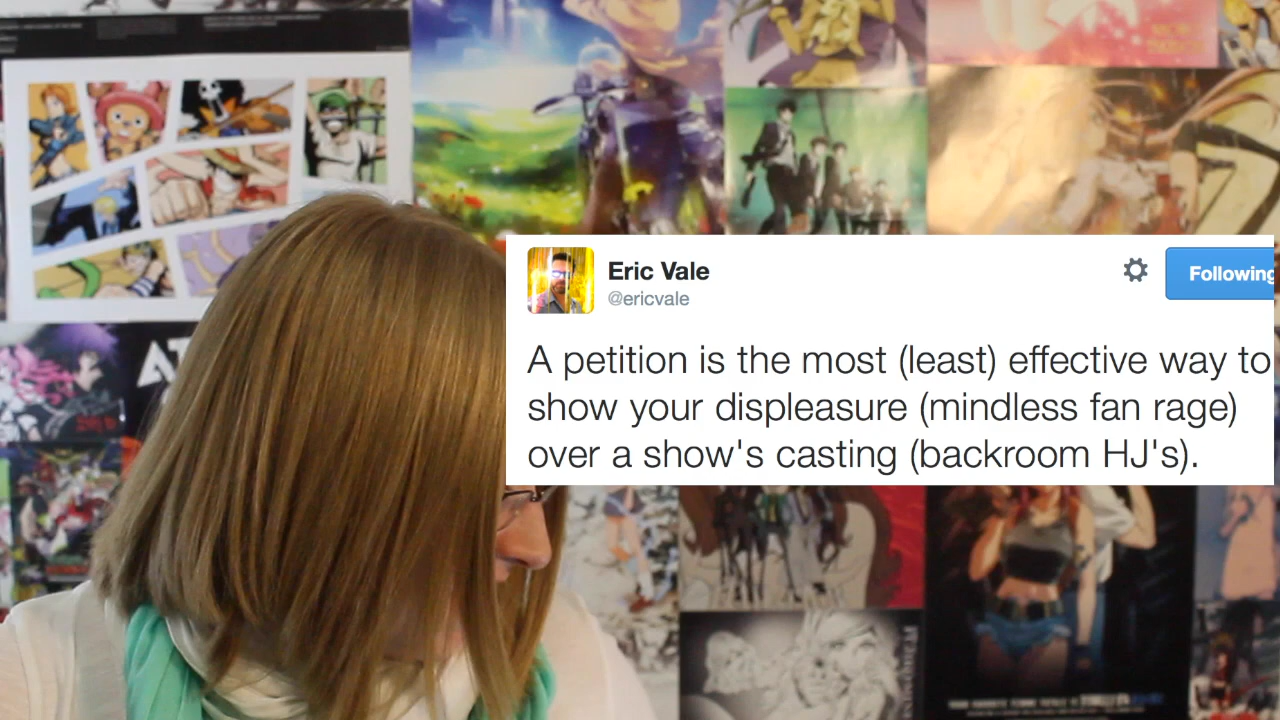 Eric Vale
@ericvale
Following
A petition is the most (least) effective way to
show your displeasure (mindless fan rage)
over a show's casting (backroom HJ's).